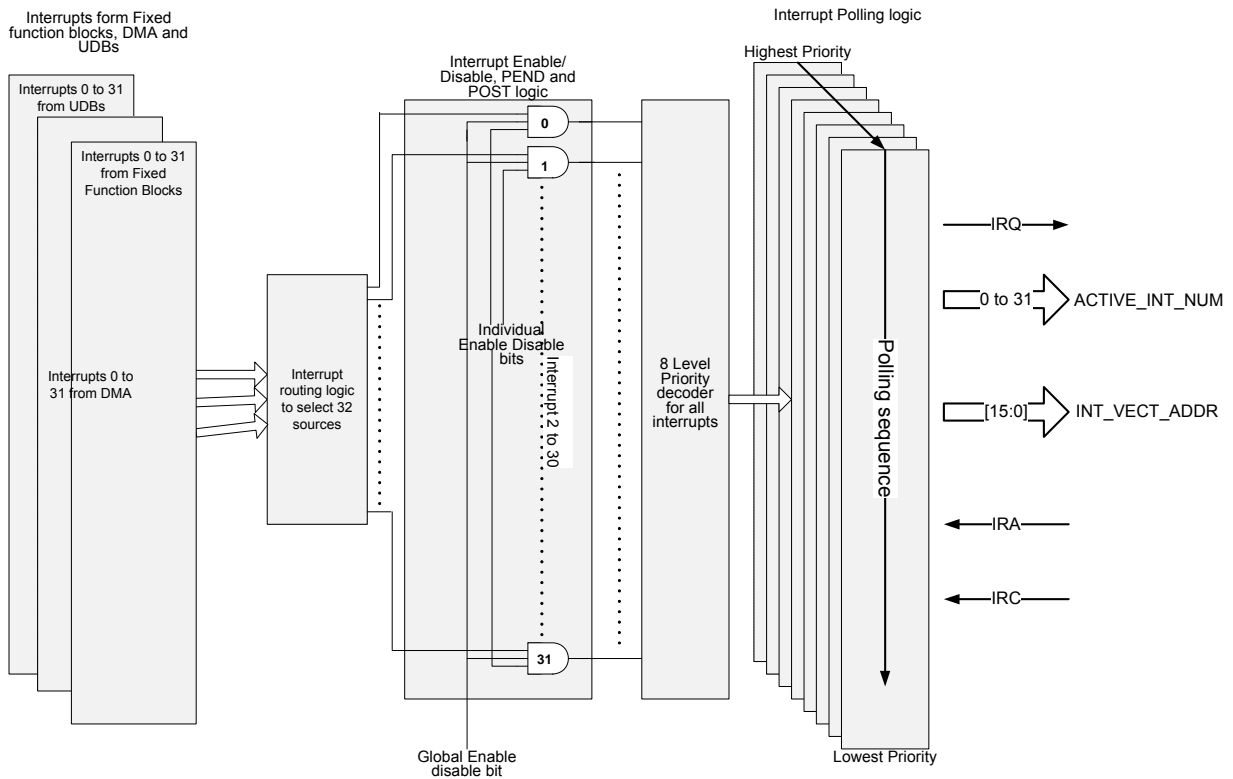 Interrupts form Fixed
function blocks, DMA and
UDBs
Interrupt Polling logic
Interrupt Enable/
Disable, PEND and
POST logic
Highest Priority
Interrupts 0 to 31
from UDBs
Interrupts 0 to 31
from Fixed
Function Blocks
Interrupts 0 to
31 from DMA
Interrupt
routing logic
to select 32
sources
0
1
Individual
Enable Disable
bits
Interrupt 2 to 30
31
Global Enable
disable bit
8 Level
Priority
decoder
for all
interrupts
Polling sequence
Lowest Priority
IRQ
0 to 31
ACTIVE_INT_NUM
[15:0]
INT_VECT_ADDR
IRA
IRC